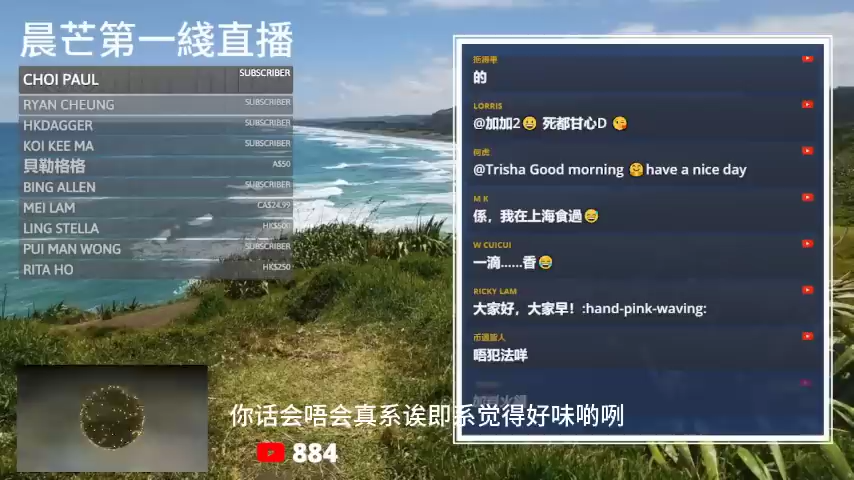 晨芒第一綫直播
CHOI PAUL SUBSCRIBER
RYAN CHEUNG SUBSCRIBER
HKDAGGER SUBSCRIBER
KOI KEE MA SUBSCRIBER
貝勒格格 A$50
BING ALLEN SUBSCRIBER
MEI LAM CA$24.99
LING STELLA HK$500
PUI MAN WONG SUBSCRIBER
RITA HO HK$250
的
LORRIS
@加加2😀 死都甘心D 😘
@Trisha Good morning 🤗have a nice day
M K
係，我在上海食過😅
W CUICUI
一滴……香😂
RICKY LAM
大家好，大家早！:hand-pink-waving:
唔犯法咩
你话会唔会真系诶即系觉得好味啲咧
884